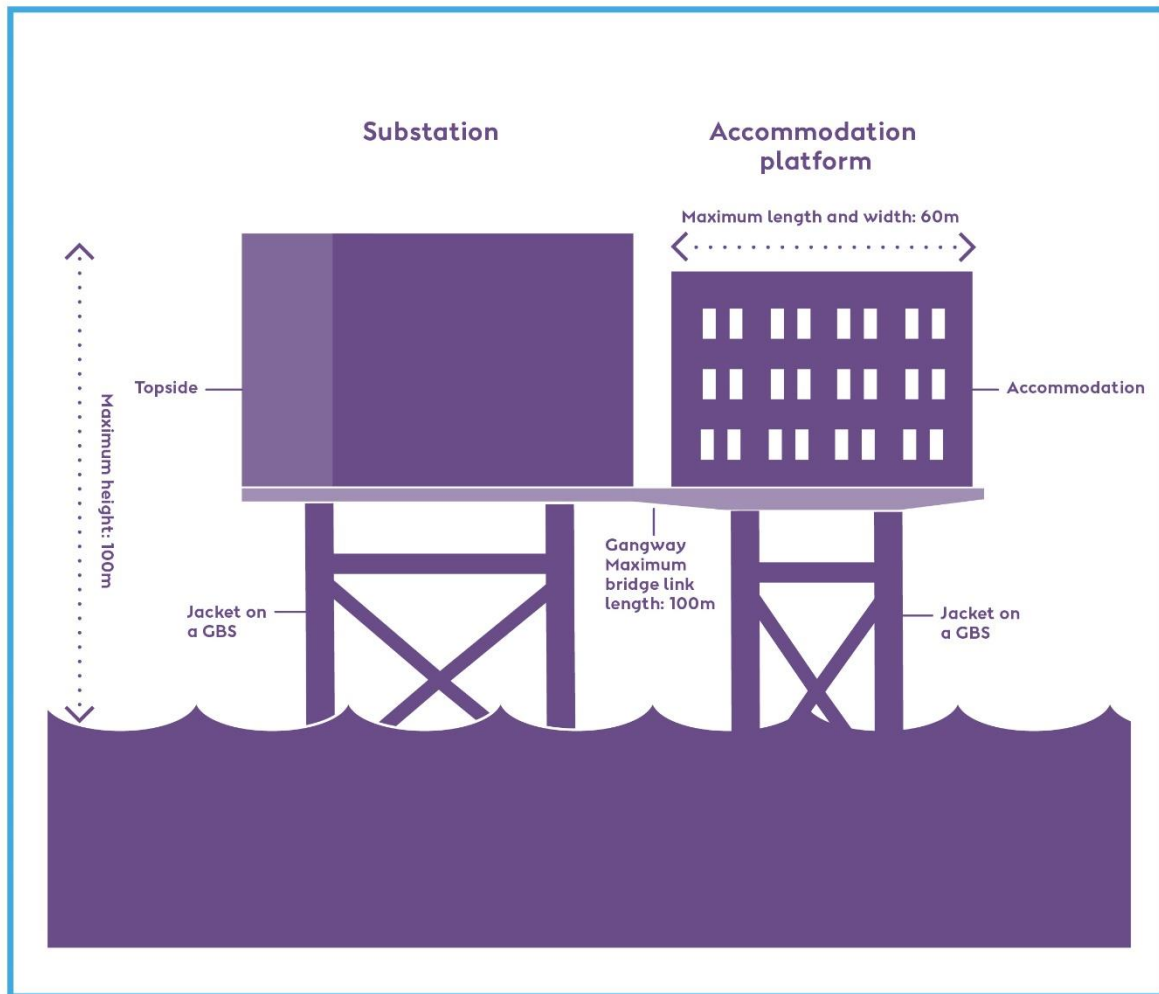 Substation
Accommodation
platform
Maximum length and width: 60m
Topside
Maximum height: 100m
Accommodation
Gangway
Maximum
bridge link
length: 100m
Jacket on
a GBS
Jacket on
a GBS